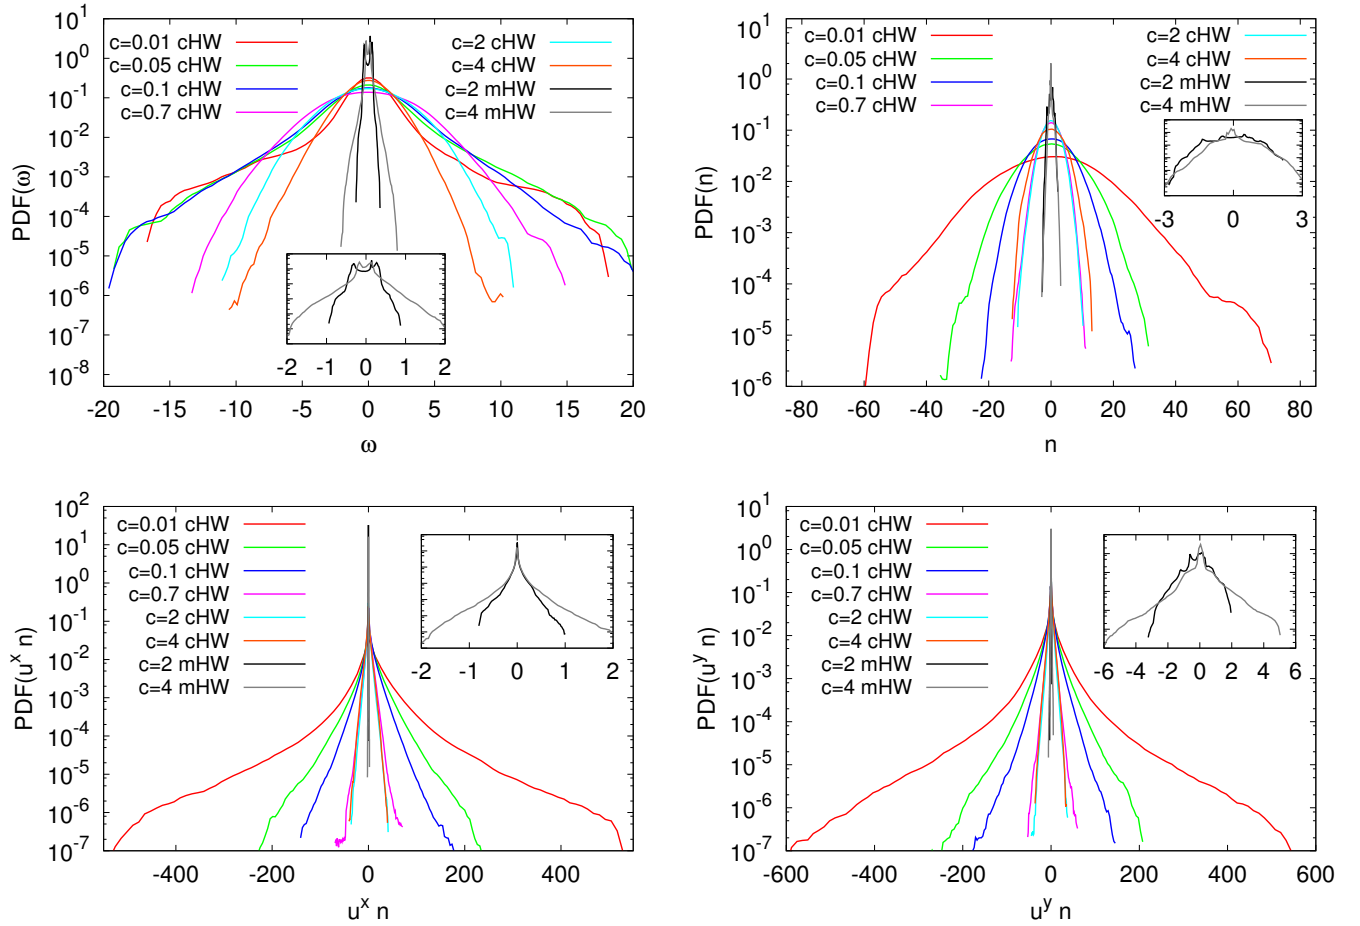 10^1
10^0
10^-1
10^-2
10^-3
10^-4
10^-5
10^-6
10^-7
10^-8
PDF(ω)
c=0.01 cHW
c=0.05 cHW
c=0.1 cHW
c=0.7 cHW
c=2 cHW
c=4 cHW
c=2 mHW
c=4 mHW
-2 -1 0 1 2
-20 -15 -10 -5 0 5 10 15 20
ω
10^1
10^0
10^-1
10^-2
10^-3
10^-4
10^-5
10^-6
PDF(n)
c=0.01 cHW
c=0.05 cHW
c=0.1 cHW
c=0.7 cHW
c=2 cHW
c=4 cHW
c=2 mHW
c=4 mHW
-3 0 3
-80 -60 -40 -20 0 20 40 60 80
n
10^2
10^1
10^0
10^-1
10^-2
10^-3
10^-4
10^-5
10^-6
10^-7
PDF(u^x n)
c=0.01 cHW
c=0.05 cHW
c=0.1 cHW
c=0.7 cHW
c=2 cHW
c=4 cHW
c=2 mHW
c=4 mHW
-2 -1 0 1 2
-400 -200 0 200 400
u^x n
10^1
10^0
10^-1
10^-2
10^-3
10^-4
10^-5
10^-6
10^-7
PDF(u^y n)
c=0.01 cHW
c=0.05 cHW
c=0.1 cHW
c=0.7 cHW
c=2 cHW
c=4 cHW
c=2 mHW
c=4 mHW
-6 -4 -2 0 2 4 6
-600 -400 -200 0 200 400 600
u^y n